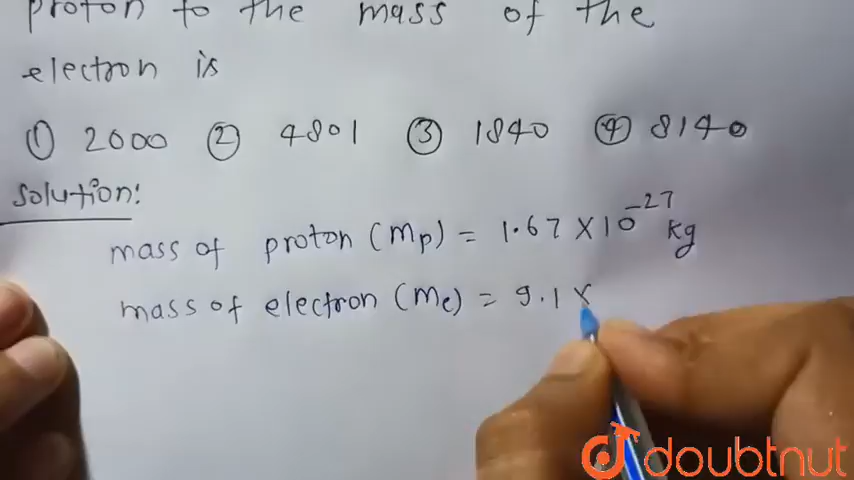 proton to the mass of the
electron is
① 2000 ② 4801 ③ 1840 ④ 8140
Solution:
mass of proton (mp) = 1.67 × 10⁻²⁷ kg
mass of electron (me) = 9.1 ×
doubtnut